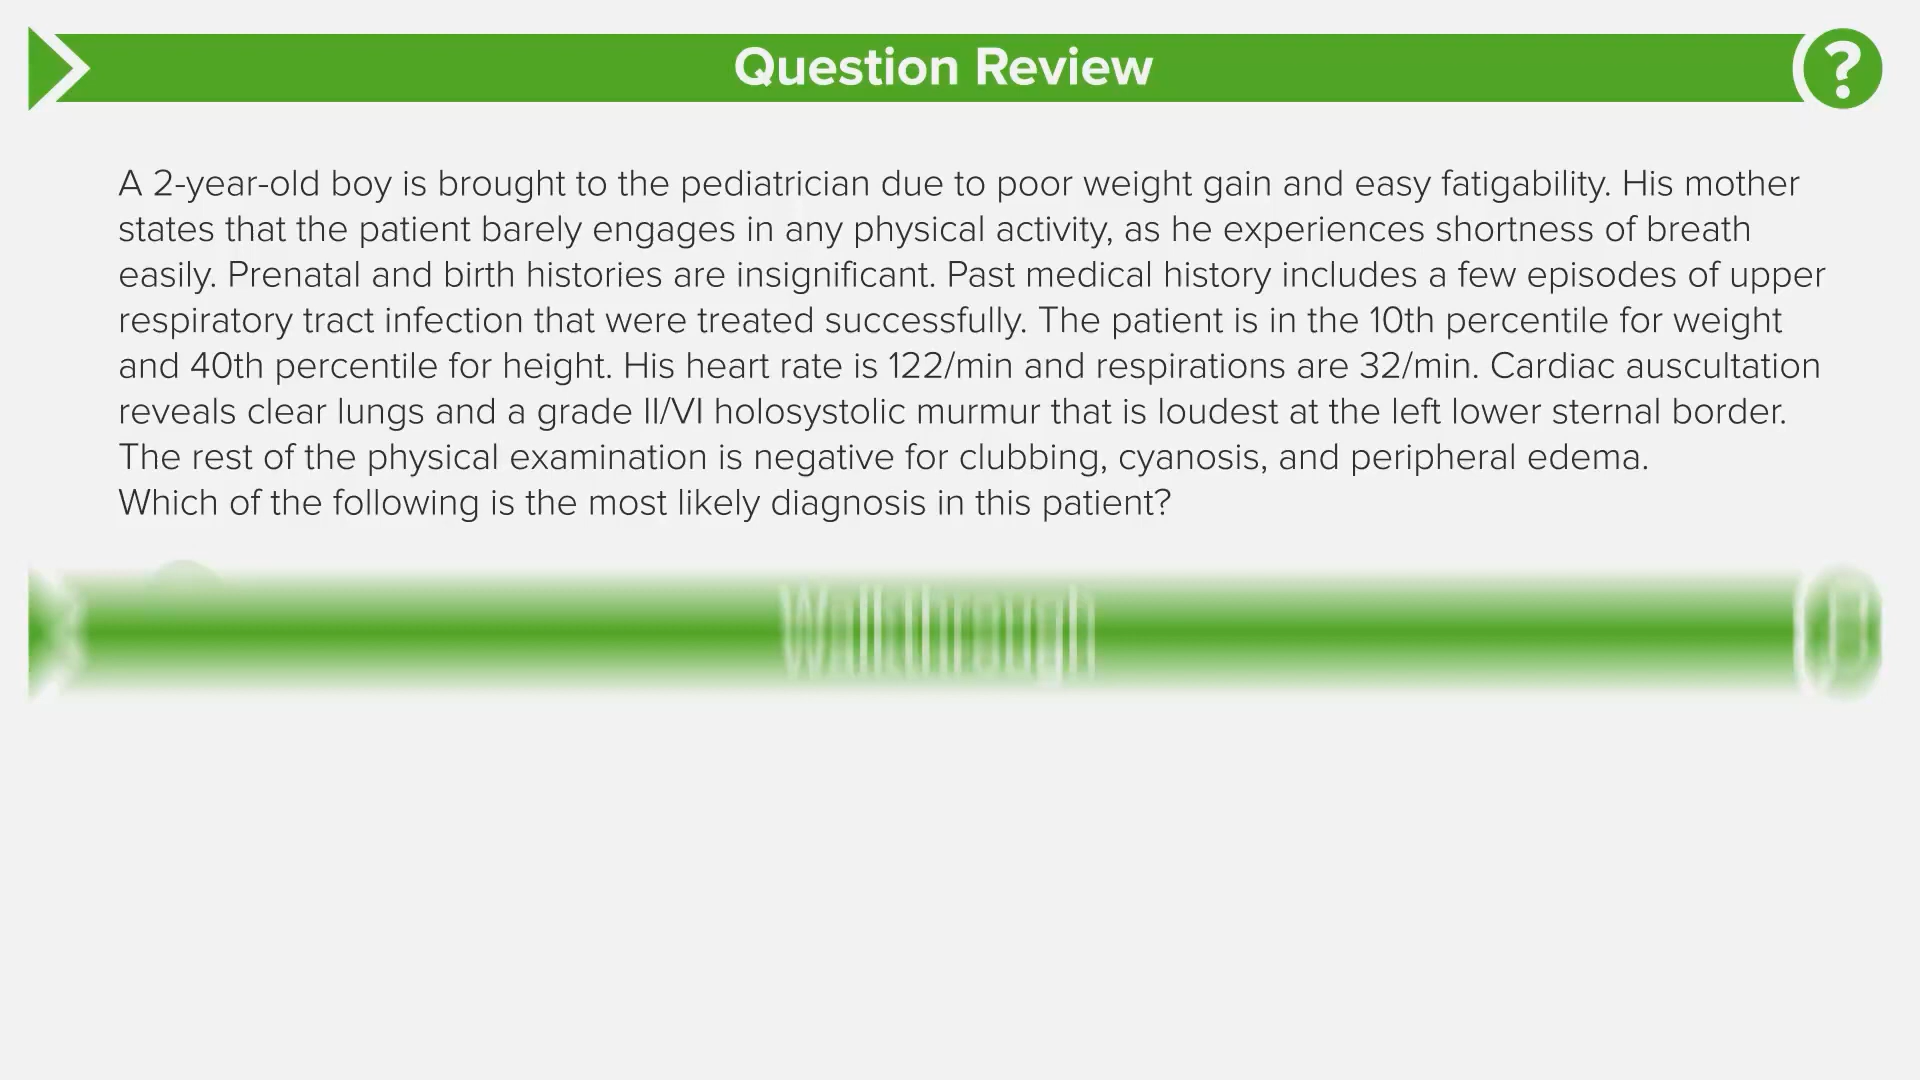 Question Review
?
A 2-year-old boy is brought to the pediatrician due to poor weight gain and easy fatigability. His mother
states that the patient barely engages in any physical activity, as he experiences shortness of breath
easily. Prenatal and birth histories are insignificant. Past medical history includes a few episodes of upper
respiratory tract infection that were treated successfully. The patient is in the 10th percentile for weight
and 40th percentile for height. His heart rate is 122/min and respirations are 32/min. Cardiac auscultation
reveals clear lungs and a grade II/VI holosystolic murmur that is loudest at the left lower sternal border.
The rest of the physical examination is negative for clubbing, cyanosis, and peripheral edema.
Which of the following is the most likely diagnosis in this patient?
Walkthrough